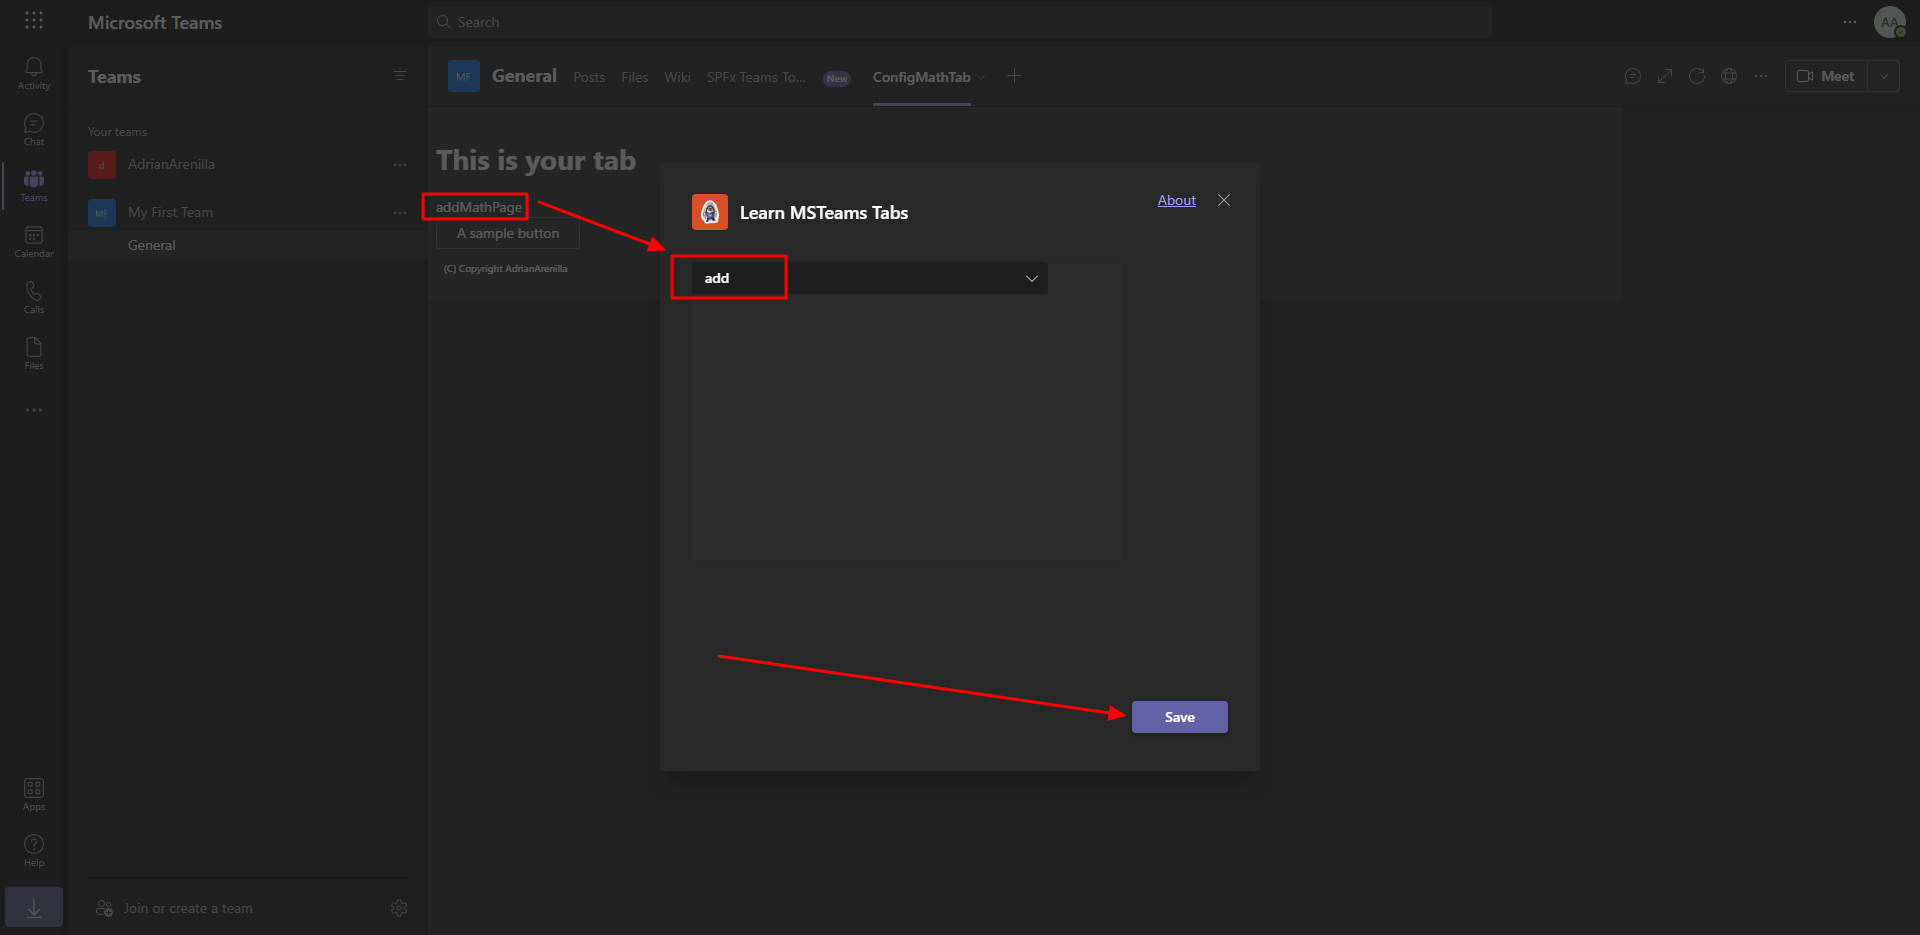 Microsoft Teams
Search
AA
Activity
Chat
Teams
Calendar
Calls
Files
Apps
Help
Teams
Your teams
d
AdrianArenilla
MF
My First Team
General
Join or create a team
MF
General
Posts
Files
Wiki
SPFx Teams To...
New
ConfigMathTab
Meet
This is your tab
addMathPage
A sample button
(C) Copyright AdrianArenilla
Learn MSTeams Tabs
About
add
Save